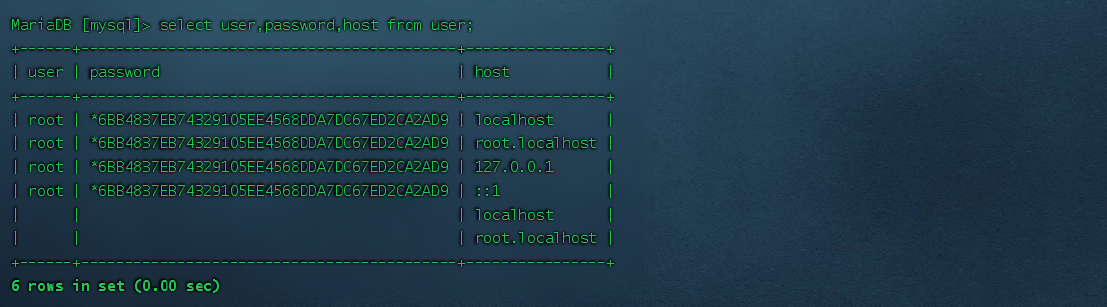 MariaDB [mysql]> select user,password,host from user;
+------+-------------------------------------------+----------------+
| user | password                                  | host           |
+------+-------------------------------------------+----------------+
| root | *6BB4837EB74329105EE4568DDA7DC67ED2CA2AD9 | localhost      |
| root | *6BB4837EB74329105EE4568DDA7DC67ED2CA2AD9 | root.localhost |
| root | *6BB4837EB74329105EE4568DDA7DC67ED2CA2AD9 | 127.0.0.1      |
| root | *6BB4837EB74329105EE4568DDA7DC67ED2CA2AD9 | ::1            |
|      |                                           | localhost      |
|      |                                           | root.localhost |
+------+-------------------------------------------+----------------+
6 rows in set (0.00 sec)